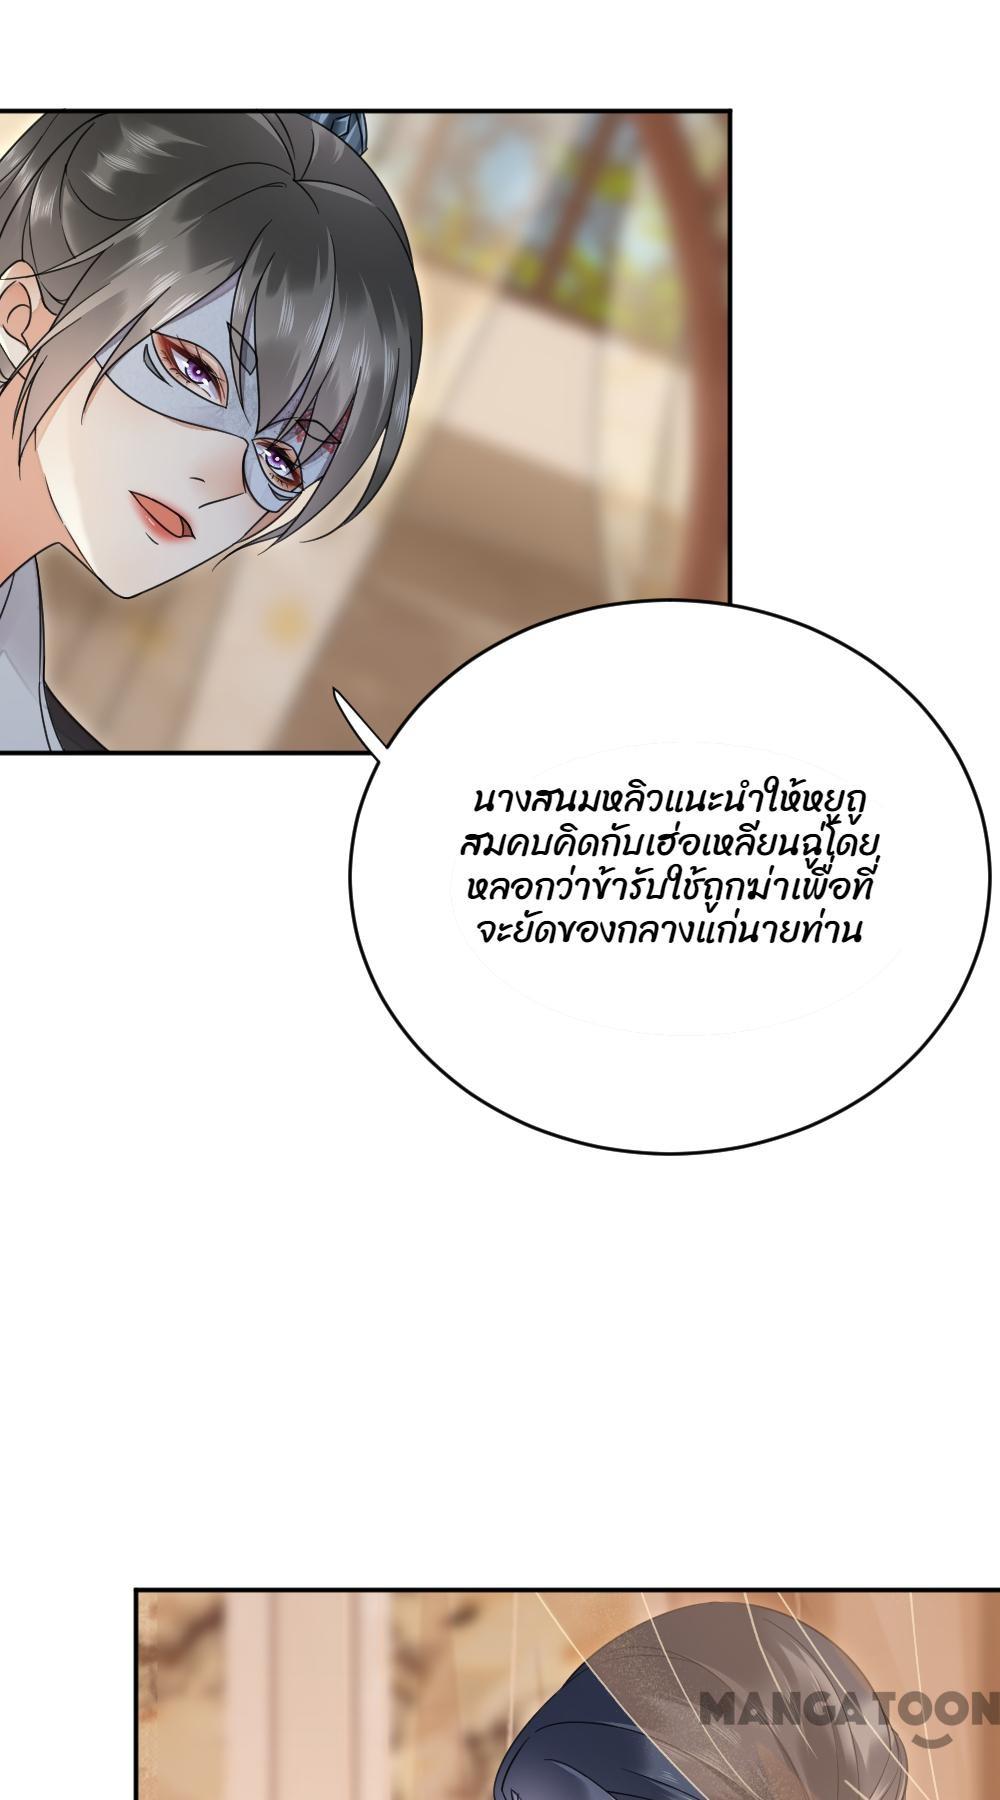 นางสนมหลิวแนะนำให้หยูถู
สมคบคิดกับเฮ่อเหลียนฉู่โดย
หลอกว่าข้ารับใช้ถูกฆ่าเพื่อที่
จะยัดของกลางแก่นายท่าน
MANGATOON